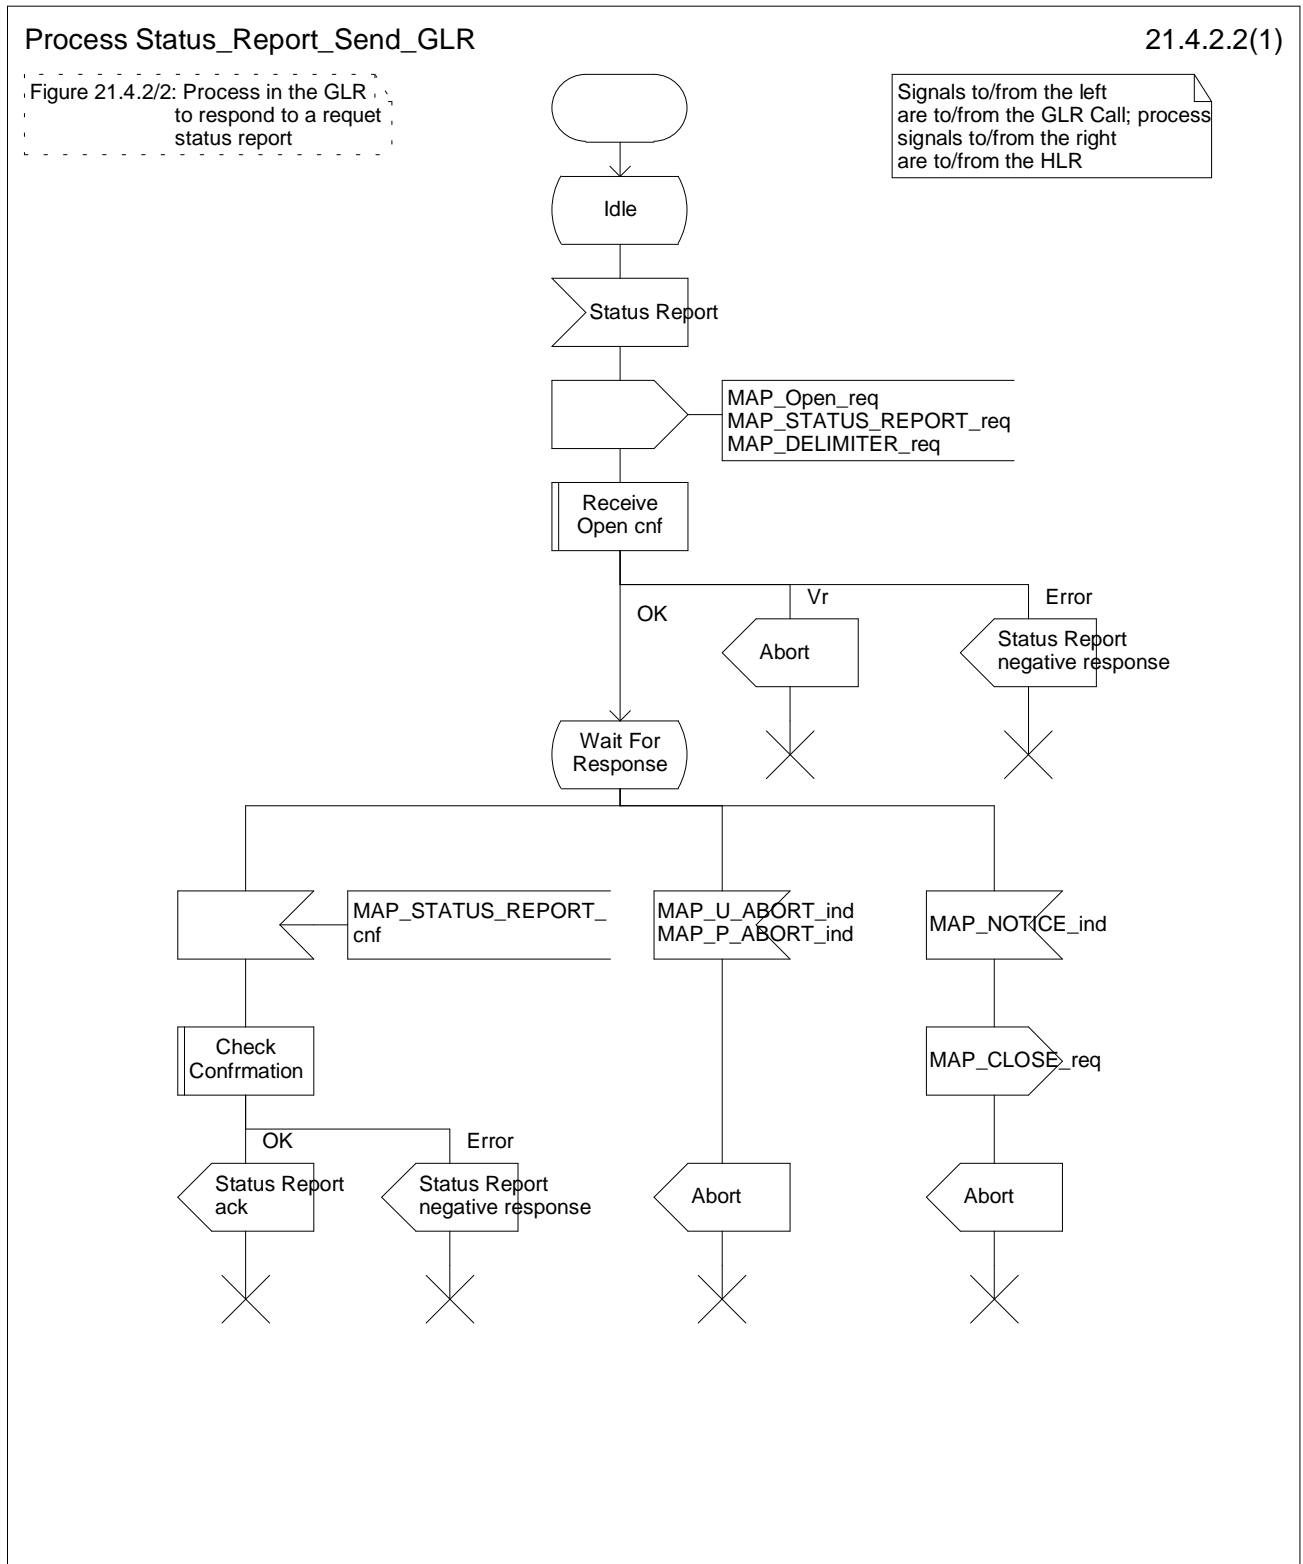 Process Status_Report_Send_GLR
21.4.2.2(1)
Figure 21.4.2/2: Process in the GLR
to respond to a requet
status report
Signals to/from the left
are to/from the GLR Call; process
signals to/from the right
are to/from the HLR
Idle
Status Report
MAP_Open_req
MAP_STATUS_REPORT_req
MAP_DELIMITER_req
Receive
Open cnf
OK
Vr
Error
Abort
Status Report
negative response
Wait For
Response
MAP_STATUS_REPORT_
cnf
MAP_U_ABORT_ind
MAP_P_ABORT_ind
MAP_NOTICE_ind
Check
Confrmation
MAP_CLOSE_req
OK
Error
Status Report
ack
Status Report
negative response
Abort
Abort